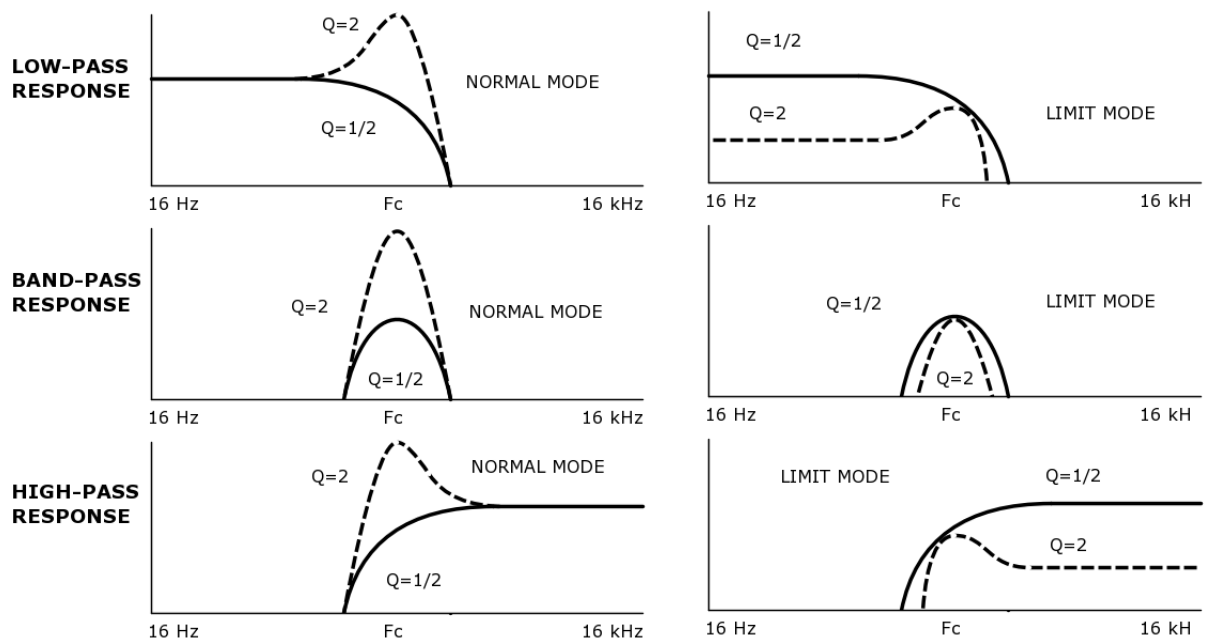 Q=2
LOW-PASS
RESPONSE
NORMAL MODE
Q=1/2
16 Hz Fc 16 kHz
Q=1/2
Q=2
LIMIT MODE
16 Hz Fc 16 kH
BAND-PASS
RESPONSE
Q=2
NORMAL MODE
Q=1/2
16 Hz Fc 16 kHz
Q=1/2
LIMIT MODE
Q=2
16 Hz Fc 16 kH
HIGH-PASS
RESPONSE
Q=2
NORMAL MODE
Q=1/2
16 Hz Fc 16 kHz
LIMIT MODE
Q=1/2
Q=2
16 Hz Fc 16 kH